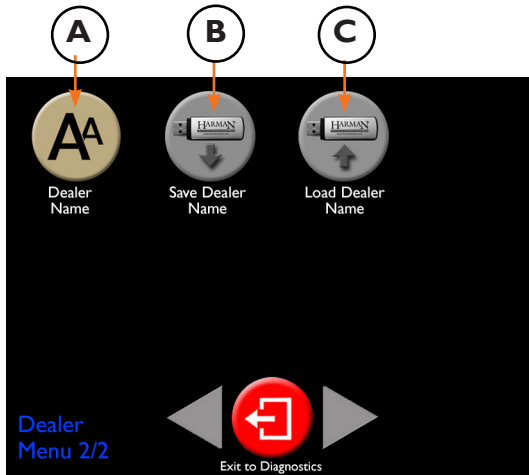 A B C
AA
HARMAN HARMAN
Dealer Save Dealer Load Dealer
Name Name Name
Dealer
Menu 2/2
Exit to Diagnostics